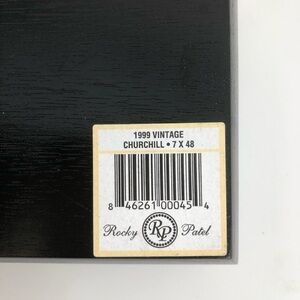 1999 VINTAGE
CHURCHILL • 7 X 48
8 46261 00045 4
Rocky RP Patel